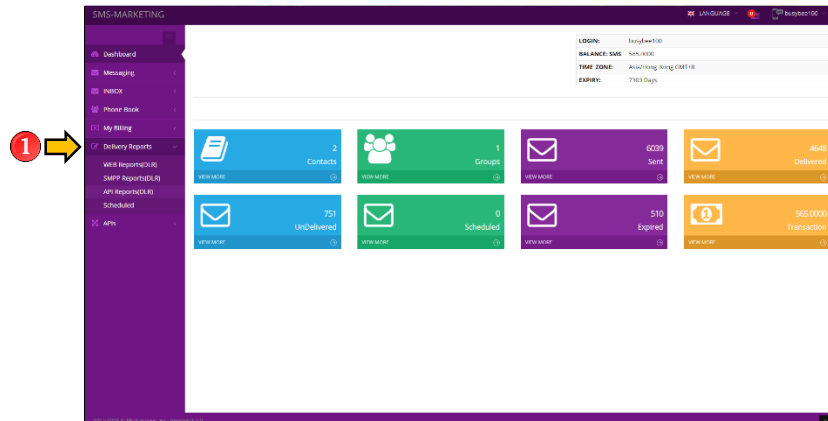 SMS-MARKETING
LANGUAGE
busybee100
LOGIN: busybee100
BALANCE: SMS 565.0000
TIME ZONE: Asia/Hong_Kong GMT+8
EXPIRY: 7303 Days
Dashboard
Messaging
INBOX
Phone Book
My Billing
1
Delivery Reports
WEB Reports(DLR)
SMPP Reports(DLR)
API Reports(DLR)
Scheduled
APIs
2
Contacts
VIEW MORE
1
Groups
VIEW MORE
6039
Sent
VIEW MORE
4648
Delivered
VIEW MORE
751
UnDelivered
VIEW MORE
0
Scheduled
VIEW MORE
510
Expired
VIEW MORE
565.0000
Transaction
VIEW MORE